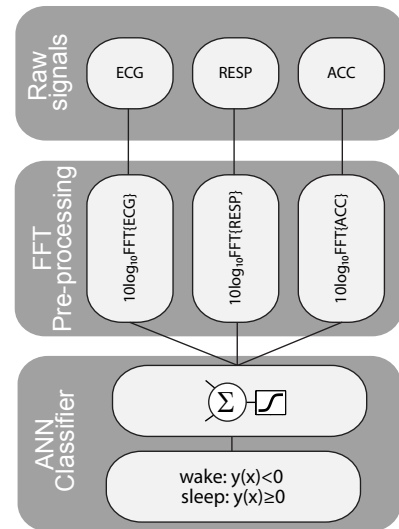 Raw
signals
ECG
RESP
ACC
FFT
Pre-processing
10log₁₀FFT{ECG}
10log₁₀FFT{RESP}
10log₁₀FFT{ACC}
ANN
Classifier
Σ
wake: y(x)<0
sleep: y(x)≥0